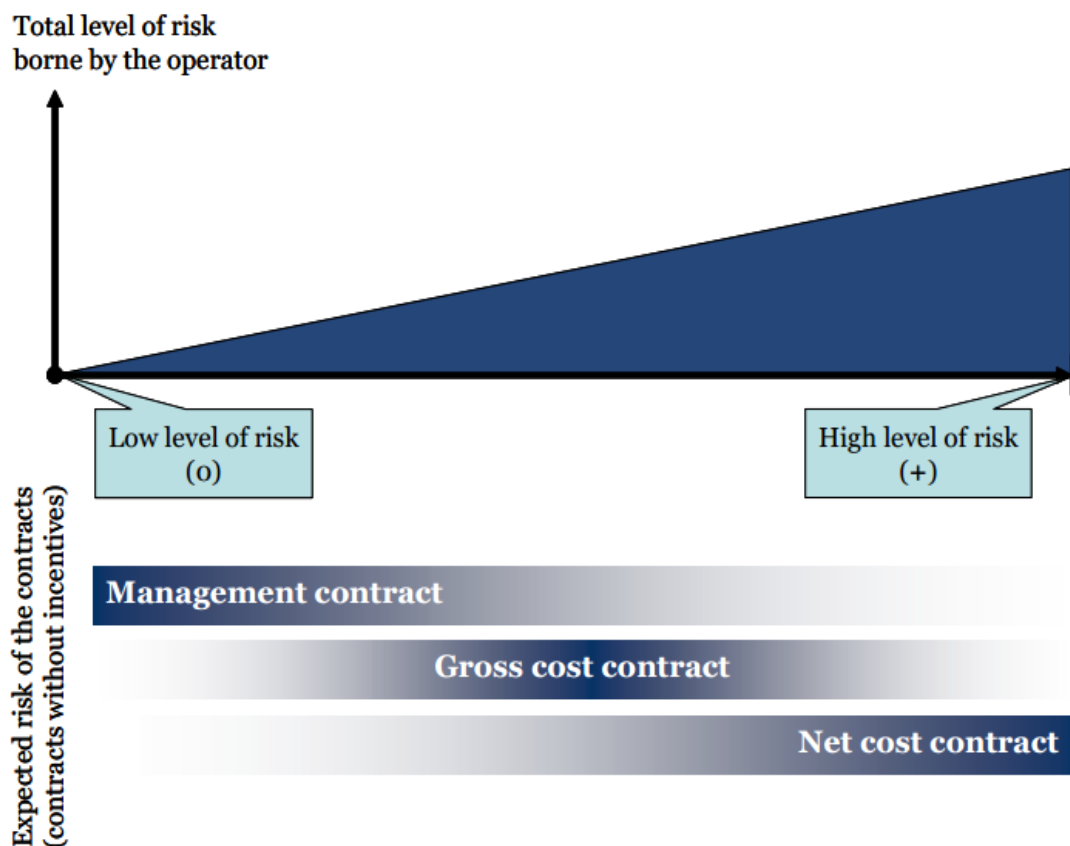 Total level of risk
borne by the operator
Low level of risk
(0)
High level of risk
(+)
Expected risk of the contracts
(contracts without incentives)
Management contract
Gross cost contract
Net cost contract